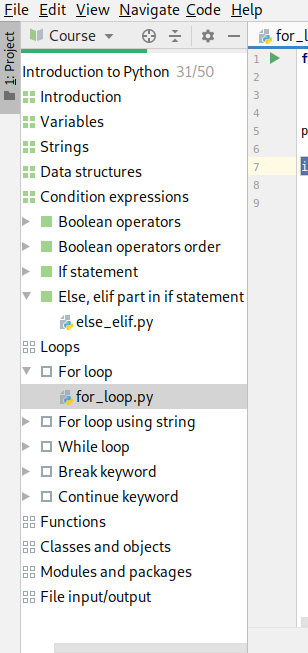 File Edit View Navigate Code Help
1: Project
Course
for_l
Introduction to Python 31/50
Introduction
Variables
Strings
Data structures
Condition expressions
Boolean operators
Boolean operators order
If statement
Else, elif part in if statement
else_elif.py
Loops
For loop
for_loop.py
For loop using string
While loop
Break keyword
Continue keyword
Functions
Classes and objects
Modules and packages
File input/output
1 f
2
3
4
5 p
6
7 i
8
9